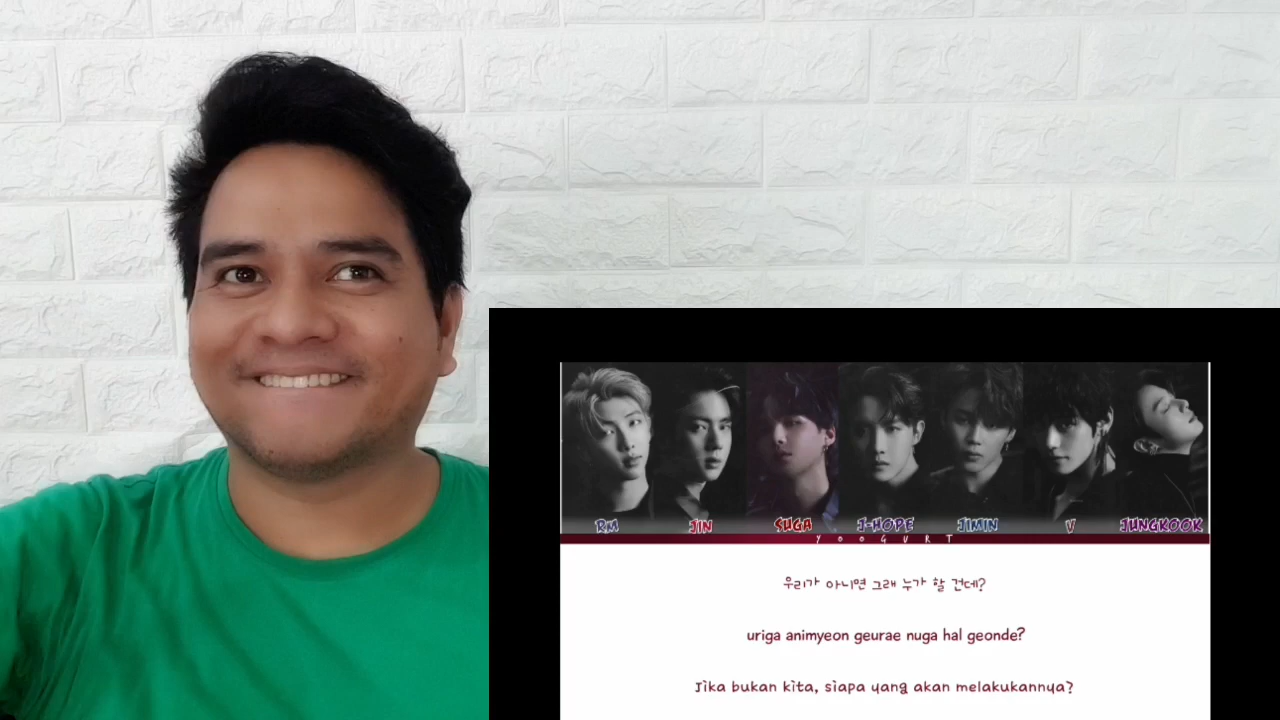 RM JIN SUGA J-HOPE JIMIN V JUNGKOOK
YOOGURT
우리가 아니면 그래 누가 할 건데?
uriga animyeon geurae nuga hal geonde?
Jika bukan kita, siapa yang akan melakukannya?